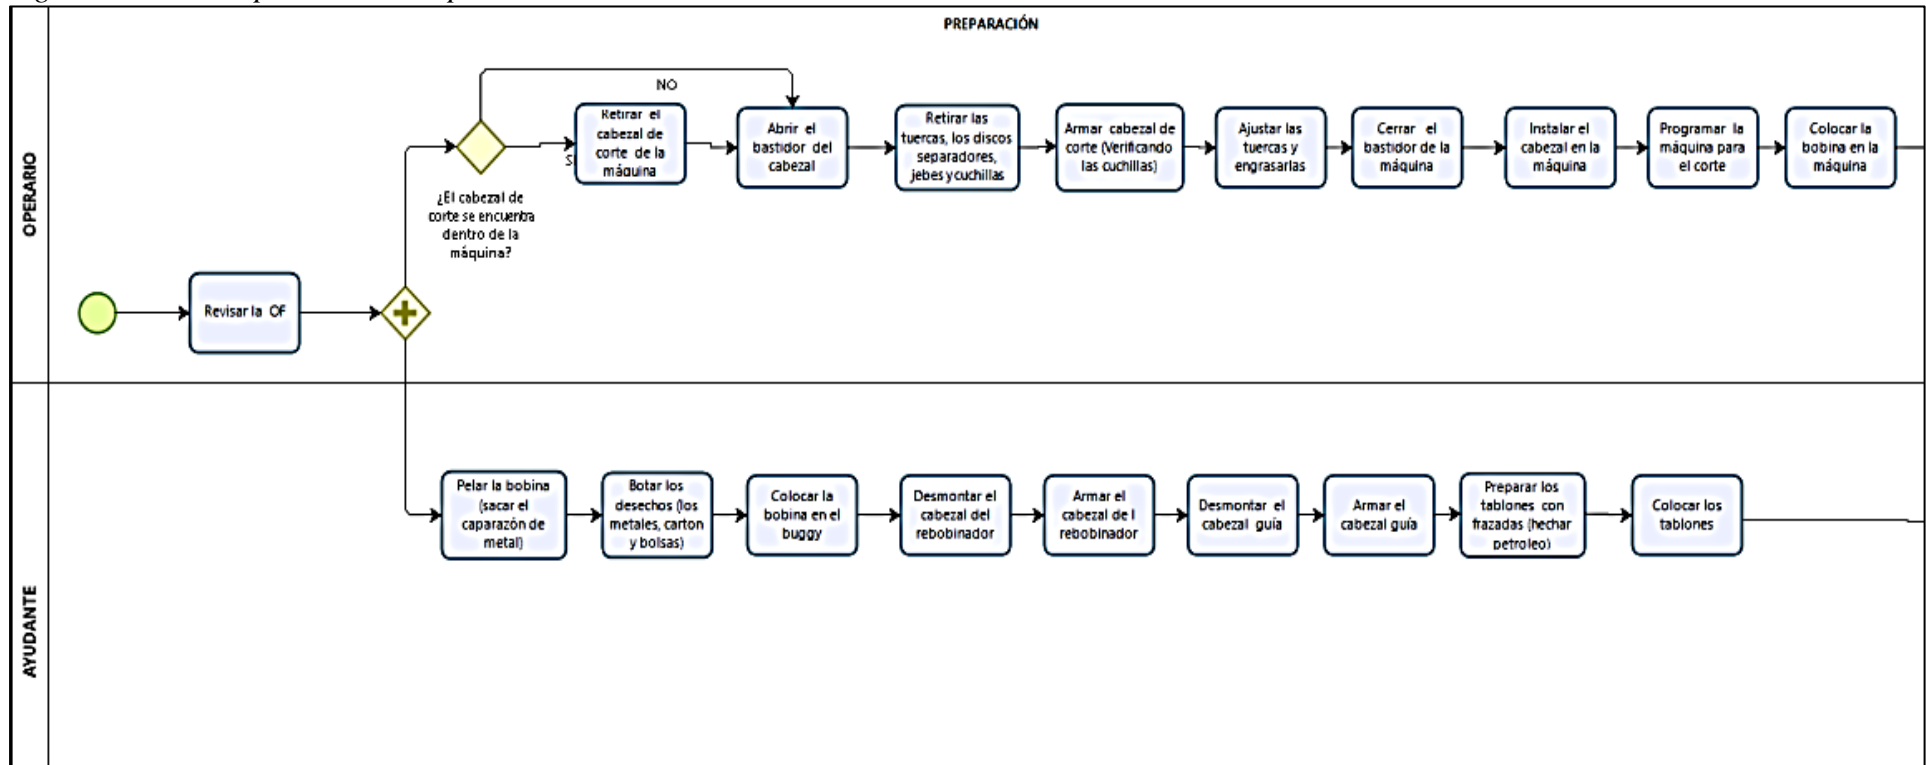 PREPARACIÓN
OPERARIO
NO
Retirar el
cabezal de
corte de la
máquina
Abrir el
bastidor del
cabezal
Retirar las
tuercas, los discos
separadores,
jebes y cuchillas
Armar cabezal de
corte (Verificando
las cuchillas)
Ajustar las
tuercas y
engrasarlas
Cerrar el
bastidor de la
máquina
Instalar el
cabezal en la
máquina
Programar la
máquina para
el corte
Colocar la
bobina en la
máquina
¿El cabezal de
corte se encuentra
dentro de la
máquina?
Revisar la OF
AYUDANTE
Pelar la bobina
(sacar el
caparazón de
metal)
Botar los
desechos (los
metales, carton
y bolsas)
Colocar la
bobina en el
buggy
Desmontar el
cabezal del
rebobinador
Armar el
cabezal de l
rebobinador
Desmontar el
cabezal guía
Armar el
cabezal guía
Preparar los
tablones con
frazadas (hechar
petroleo)
Colocar los
tablones